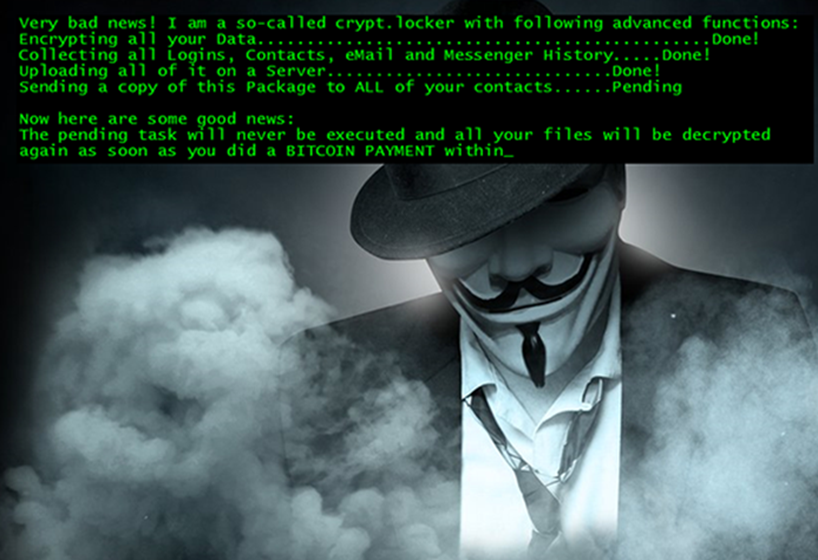 Very bad news! I am a so-called crypt.locker with following advanced functions:
Encrypting all your Data...................................................Done!
Collecting all Logins, Contacts, eMail and Messenger History.....Done!
Uploading all of it on a Server................................Done!
Sending a copy of this Package to ALL of your contacts......Pending
Now here are some good news:
The pending task will never be executed and all your files will be decrypted
again as soon as you did a BITCOIN PAYMENT within_